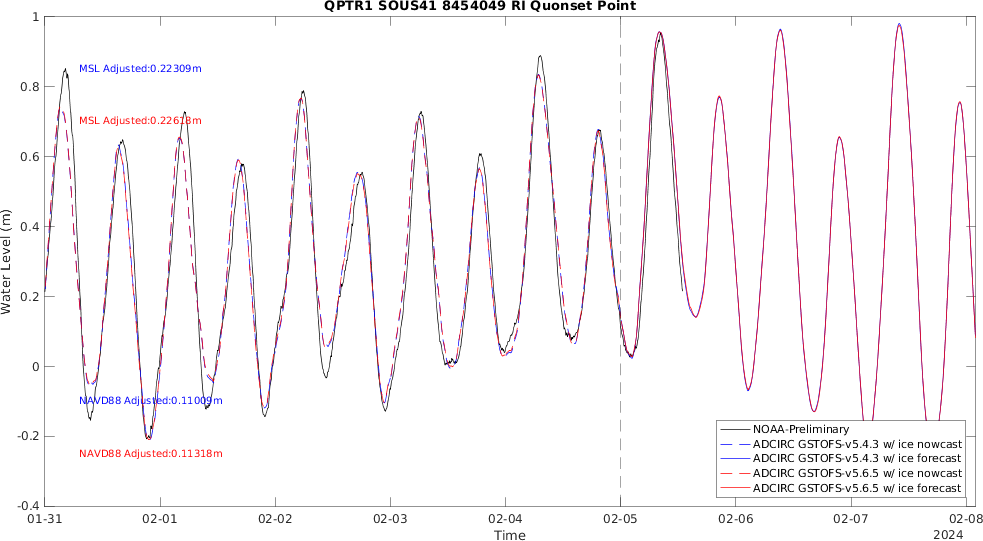 QPTR1 SOUS41 8454049 RI Quonset Point
1
0.8
0.6
0.4
0.2
0
-0.2
-0.4
Water Level (m)
MSL Adjusted:0.22309m
MSL Adjusted:0.22618m
NAVD88 Adjusted:0.11009m
NAVD88 Adjusted:0.11318m
NOAA-Preliminary
ADCIRC GSTOFS-v5.4.3 w/ ice nowcast
ADCIRC GSTOFS-v5.4.3 w/ ice forecast
ADCIRC GSTOFS-v5.6.5 w/ ice nowcast
ADCIRC GSTOFS-v5.6.5 w/ ice forecast
01-31 02-01 02-02 02-03 02-04 02-05 02-06 02-07 02-08
Time
2024